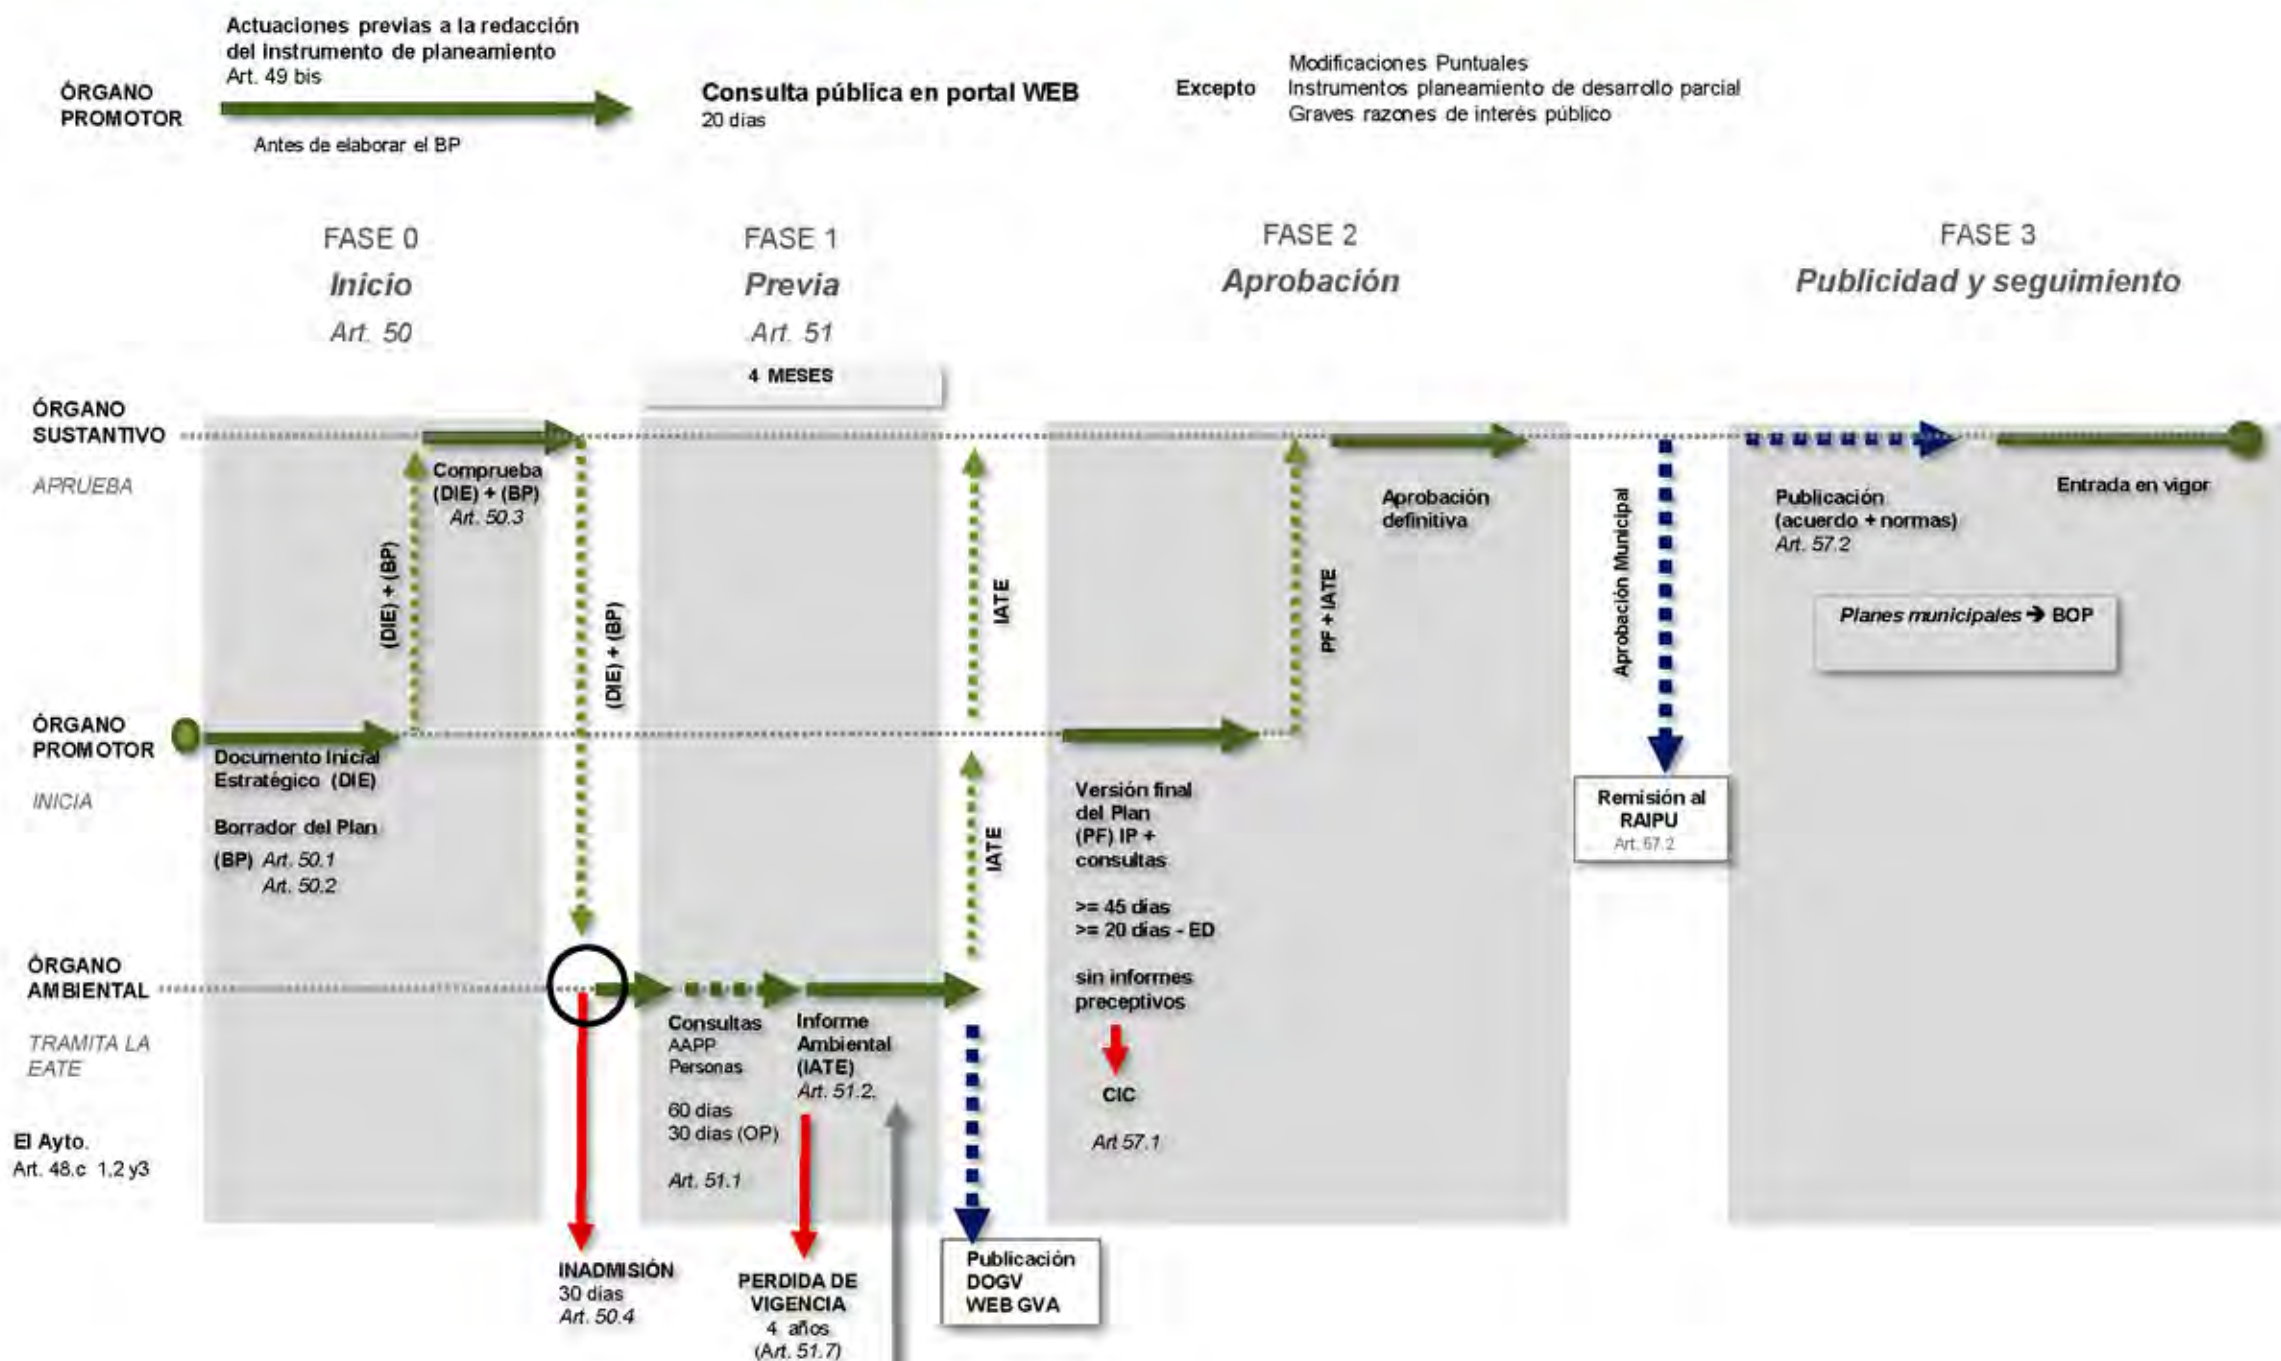 Actuaciones previas a la redacción
del instrumento de planeamiento
Art. 49 bis
ÓRGANO
PROMOTOR
Antes de elaborar el BP
Consulta pública en portal WEB
20 días
Excepto
Modificaciones Puntuales
Instrumentos planeamiento de desarrollo parcial
Graves razones de interés público
FASE 0
Inicio
Art. 50
FASE 1
Previa
Art. 51
4 MESES
FASE 2
Aprobación
FASE 3
Publicidad y seguimiento
ÓRGANO
SUSTANTIVO
APRUEBA
Comprueba
(DIE) + (BP)
Art. 50.3
(DIE) + (BP)
(DIE) + (BP)
IATE
PF + IATE
Aprobación
definitiva
Aprobación Municipal
Publicación
(acuerdo + normas)
Art. 57.2
Entrada en vigor
Planes municipales → BOP
ÓRGANO
PROMOTOR
INICIA
Documento Inicial
Estratégico (DIE)
Borrador del Plan
(BP) Art. 50.1
Art. 50.2
IATE
Versión final
del Plan
(PF) IP +
consultas
>= 45 días
>= 20 días - ED
sin informes
preceptivos
CIC
Art 57.1
Remisión al
RAIPU
Art. 57.2
ÓRGANO
AMBIENTAL
TRAMITA LA
EATE
El Ayto.
Art. 48.c 1,2 y3
Consultas
AAPP
Personas
60 días
30 días (OP)
Art. 51.1
Informe
Ambiental
(IATE)
Art. 51.2.
INADMISIÓN
30 días
Art. 50.4
PERDIDA DE
VIGENCIA
4 años
(Art. 51.7)
Publicación
DOGV
WEB GVA